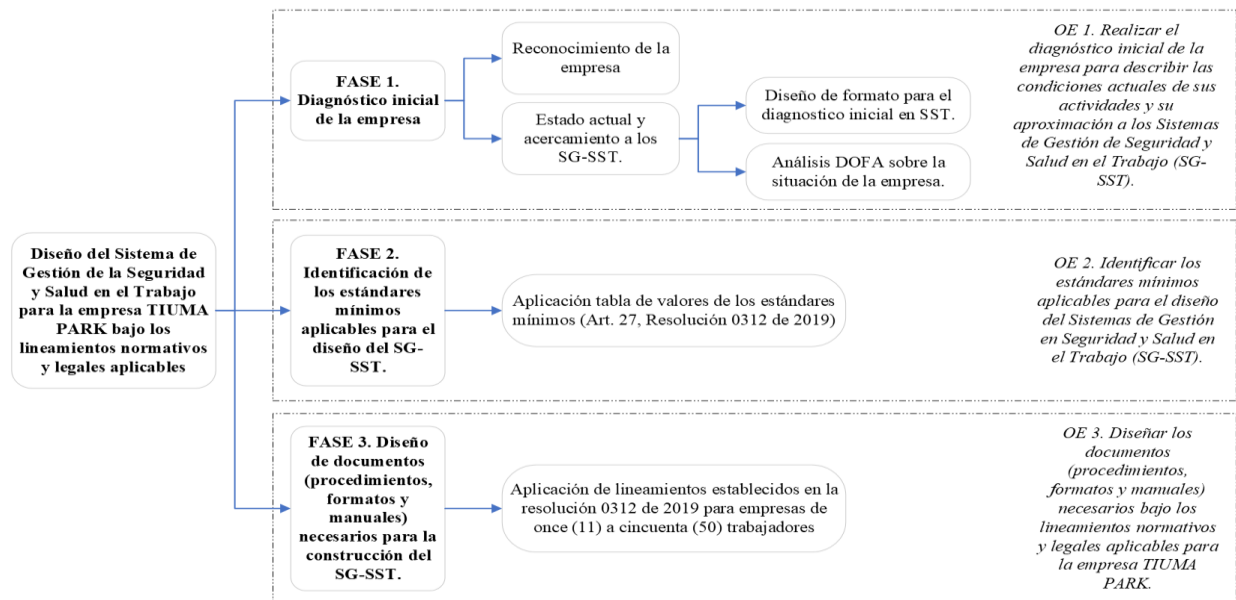 Diseño del Sistema de
Gestión de la Seguridad
y Salud en el Trabajo
para la empresa TIUMA
PARK bajo los
lineamientos normativos
y legales aplicables
FASE 1.
Diagnóstico inicial
de la empresa
Reconocimiento de la
empresa
Estado actual y
acercamiento a los
SG-SST.
Diseño de formato para el
diagnostico inicial en SST.
Análisis DOFA sobre la
situación de la empresa.
OE 1. Realizar el
diagnóstico inicial de la
empresa para describir las
condiciones actuales de sus
actividades y su
aproximación a los Sistemas
de Gestión de Seguridad y
Salud en el Trabajo (SG-
SST).
FASE 2.
Identificación de
los estándares
mínimos
aplicables para el
diseño del SG-
SST.
Aplicación tabla de valores de los estándares
mínimos (Art. 27, Resolución 0312 de 2019)
OE 2. Identificar los
estándares mínimos
aplicables para el diseño
del Sistemas de Gestión
en Seguridad y Salud en
el Trabajo (SG-SST).
FASE 3. Diseño
de documentos
(procedimientos,
formatos y
manuales)
necesarios para la
construcción del
SG-SST.
Aplicación de lineamientos establecidos en la
resolución 0312 de 2019 para empresas de
once (11) a cincuenta (50) trabajadores
OE 3. Diseñar los
documentos
(procedimientos,
formatos y manuales)
necesarios bajo los
lineamientos normativos
y legales aplicables para
la empresa TIUMA
PARK.